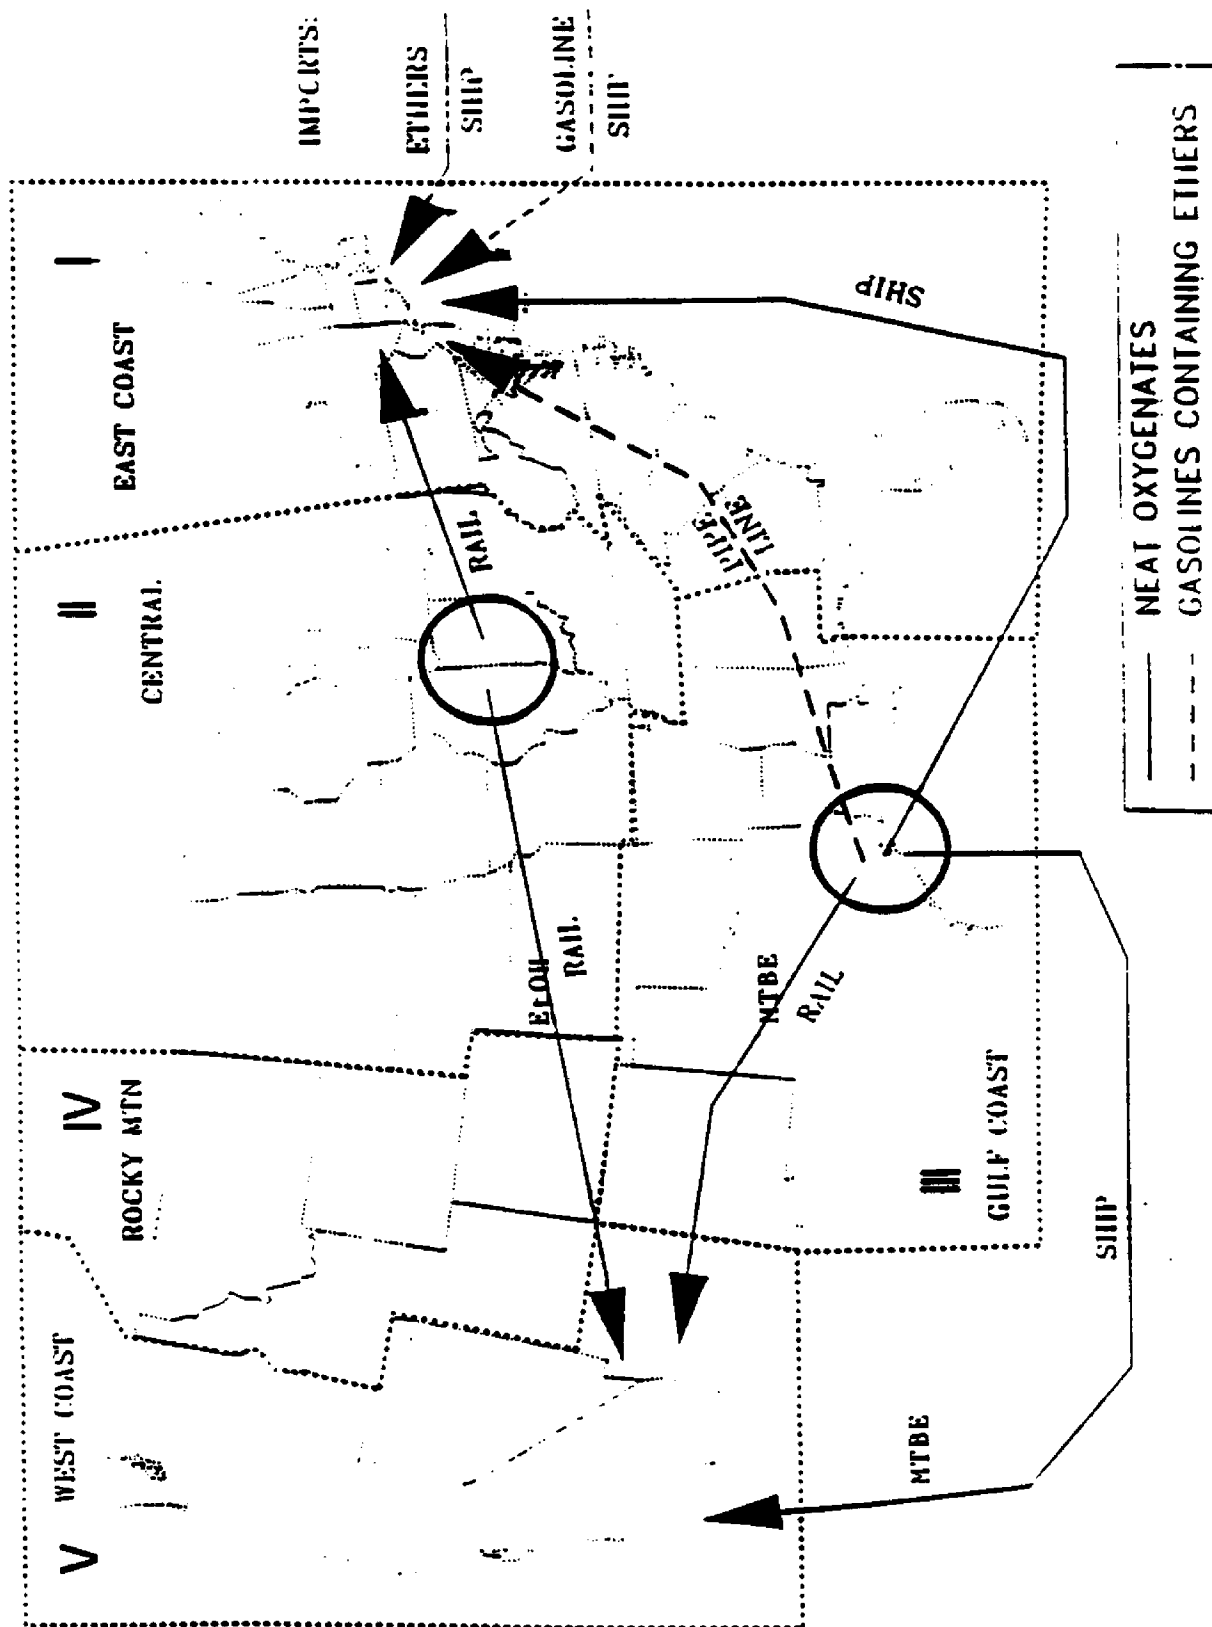 V
WEST COAST
IV
ROCKY MTN
II
CENTRAL
I
EAST COAST
IMPORTS:
ETHERS
SHIP
GASOLINE
SHIP
RAIL
EtOH
RAIL
PIPE
LINE
SHIP
MTBE
RAIL
III
GULF COAST
SHIP
MTBE
NEAT OXYGENATES
GASOLINES CONTAINING ETHERS